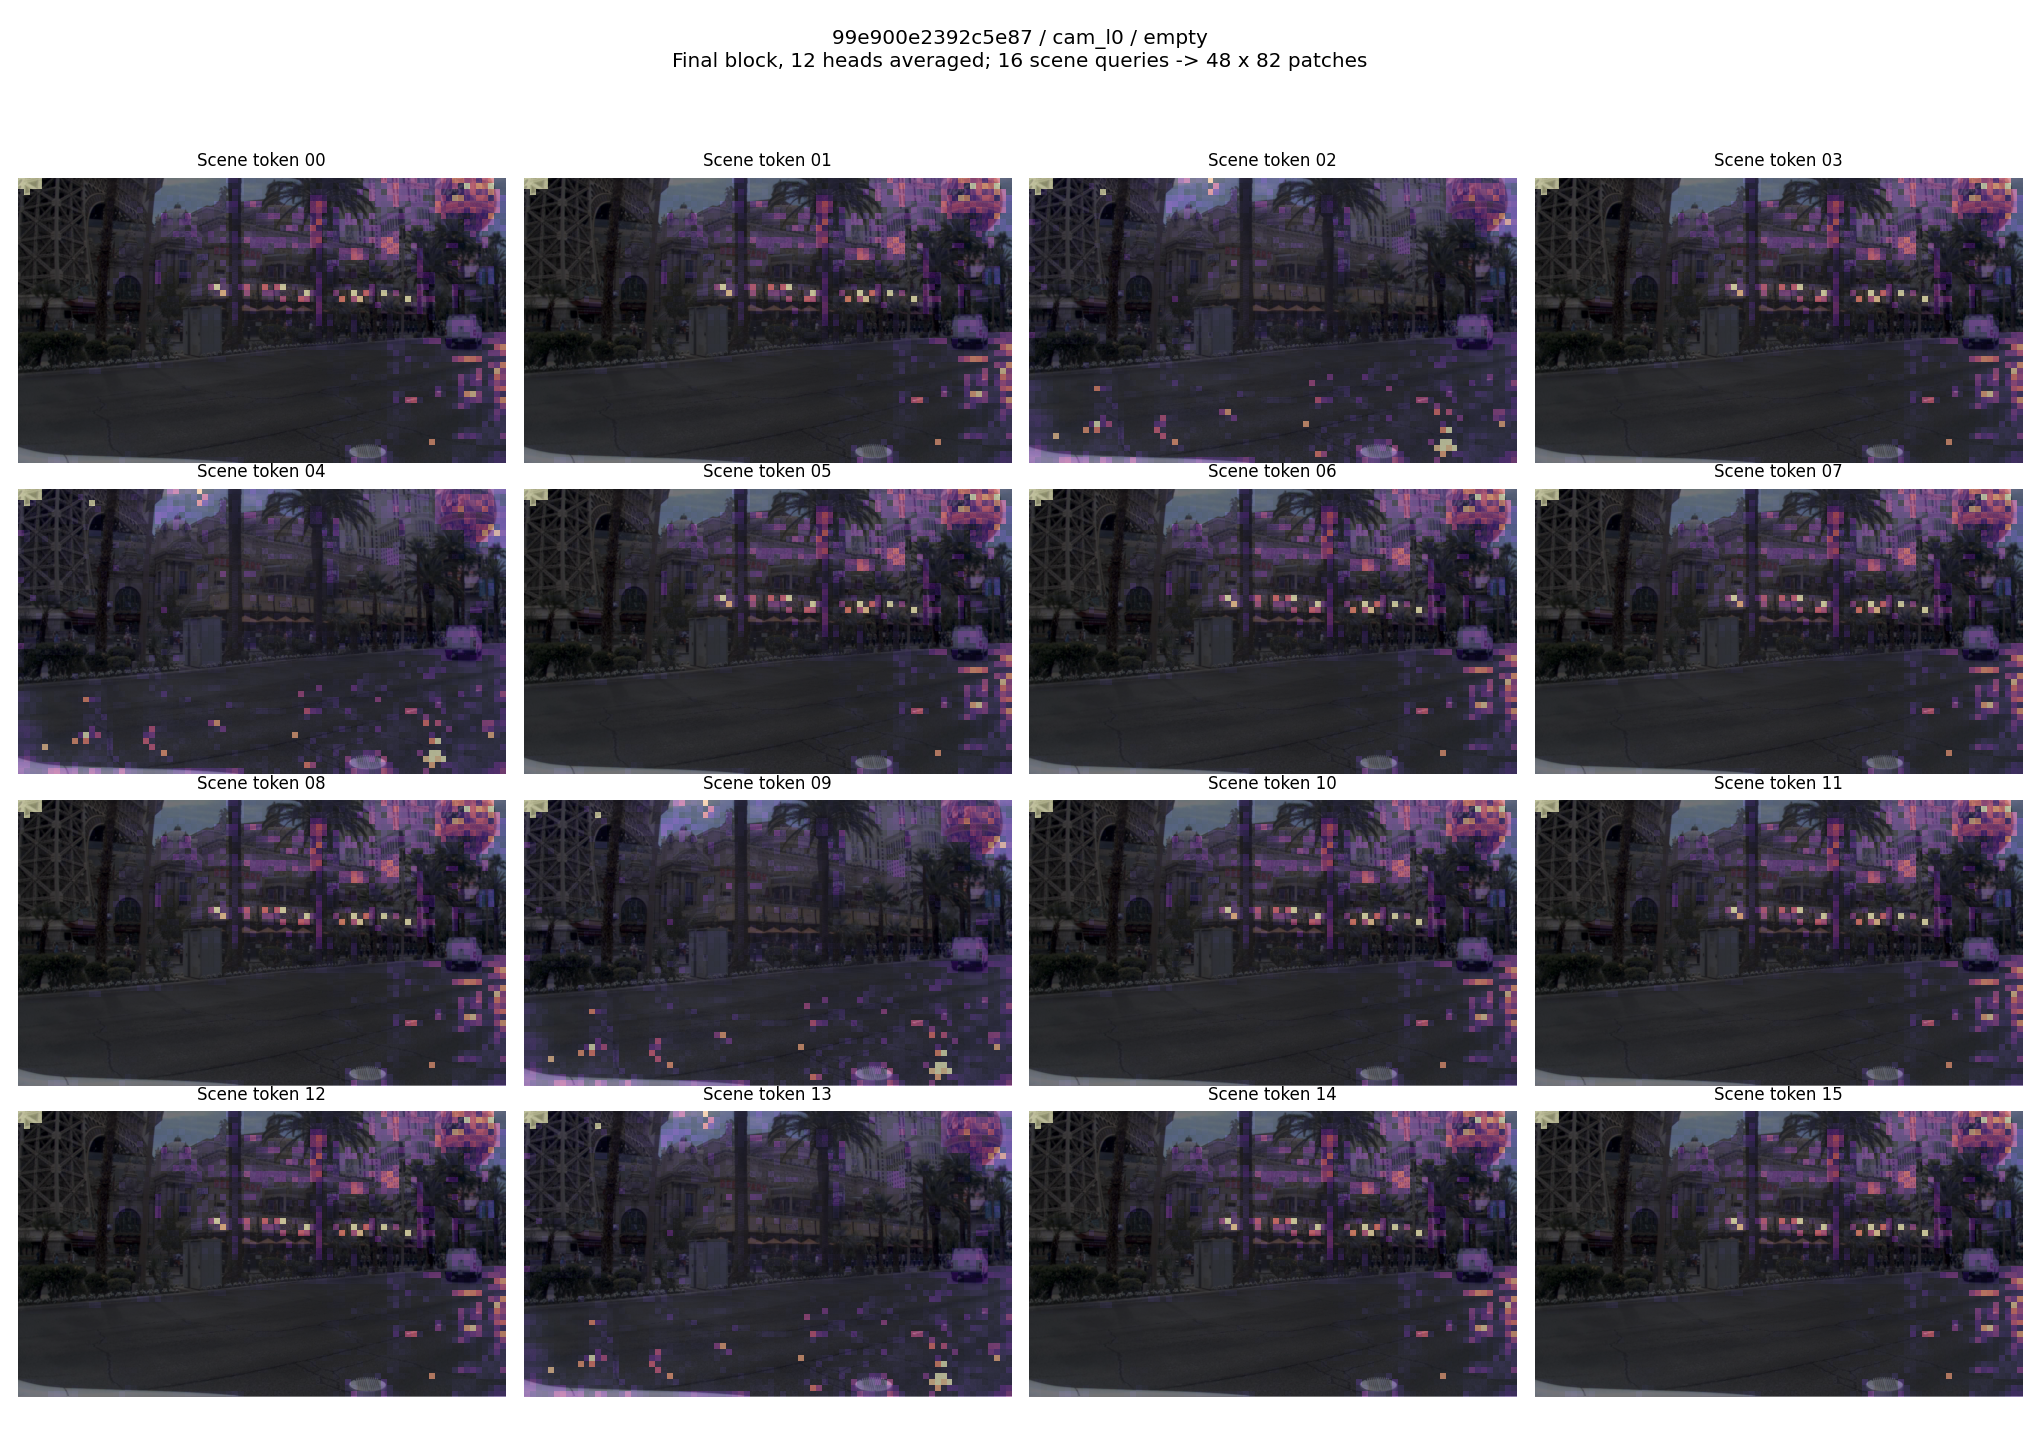 99e900e2392c5e87 / cam_l0 / empty
Final block, 12 heads averaged; 16 scene queries -> 48 x 82 patches
Scene token 00
Scene token 01
Scene token 02
Scene token 03
Scene token 04
Scene token 05
Scene token 06
Scene token 07
Scene token 08
Scene token 09
Scene token 10
Scene token 11
Scene token 12
Scene token 13
Scene token 14
Scene token 15